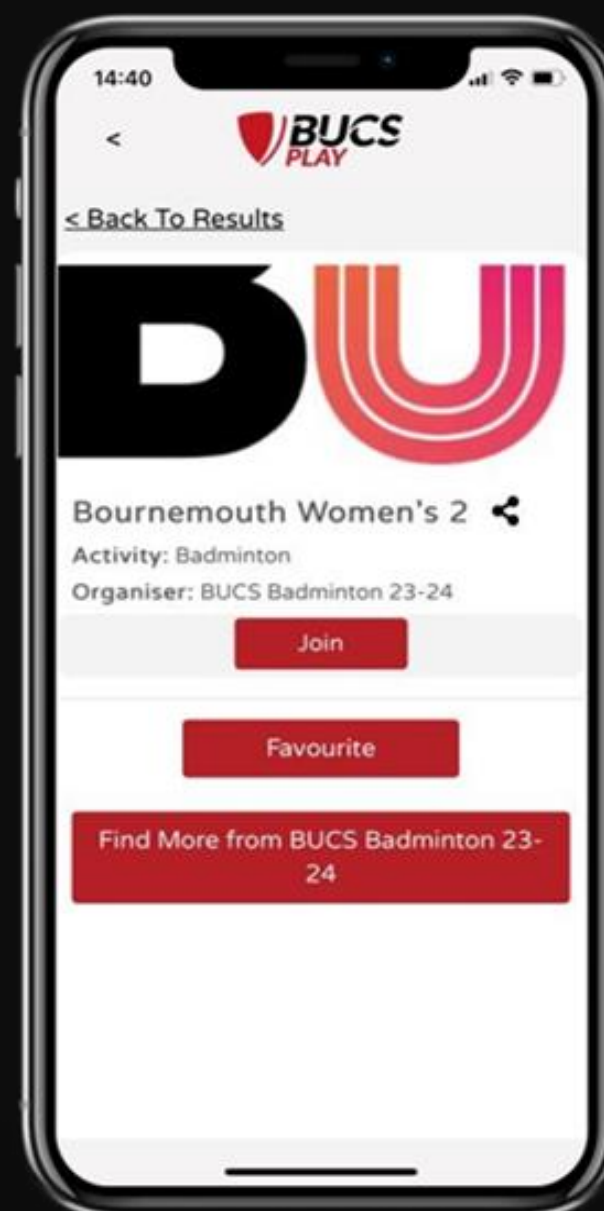 14:40
<
BUCS
PLAY
< Back To Results
BU
Bournemouth Women's 2
Activity: Badminton
Organiser: BUCS Badminton 23-24
Join
Favourite
Find More from BUCS Badminton 23-
24